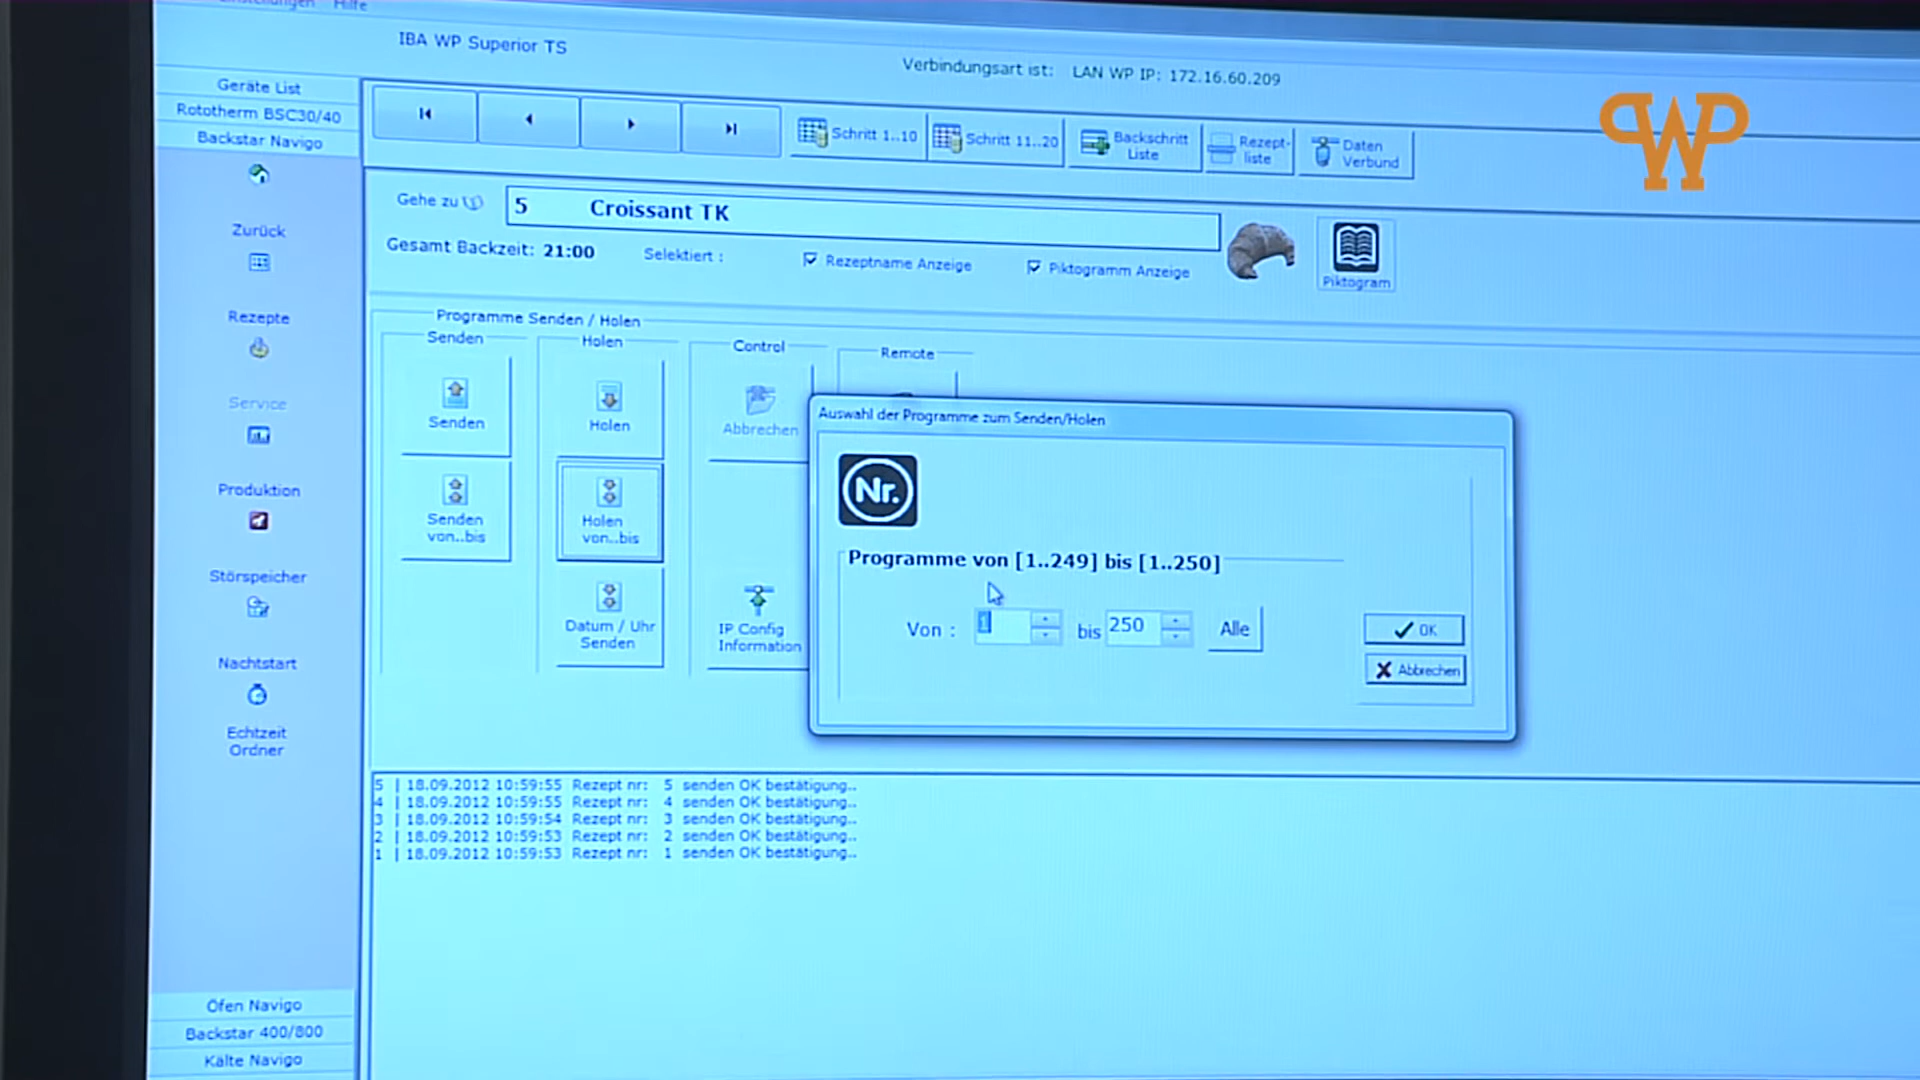 Hilfe
IBA WP Superior TS
Verbindungsart ist: LAN WP IP: 172.16.60.209
WP
Geräte List
Rototherm BSC30/40
Backstar Navigo
Zurück
Rezepte
Service
Produktion
Störspeicher
Nachtstart
Echtzeit
Ordner
Öfen Navigo
Backstar 400/800
Kälte Navigo
Schritt 1..10
Schritt 11..20
Backschritt
Liste
Rezept-
liste
Daten
Verbund
Gehe zu
5 Croissant TK
Gesamt Backzeit: 21:00
Selektiert :
Rezeptname Anzeige
Piktogramm Anzeige
Piktogram
Programme Senden / Holen
Senden
Holen
Control
Remote
Senden
Holen
Abbrechen
Senden
von..bis
Holen
von..bis
Datum / Uhr
Senden
IP Config
Information
Auswahl der Programme zum Senden/Holen
Nr.
Programme von [1..249] bis [1..250]
Von : 1 bis 250 Alle
OK
Abbrechen
5 | 18.09.2012 10:59:55 Rezept nr: 5 senden OK bestätigung..
4 | 18.09.2012 10:59:55 Rezept nr: 4 senden OK bestätigung..
3 | 18.09.2012 10:59:54 Rezept nr: 3 senden OK bestätigung..
2 | 18.09.2012 10:59:53 Rezept nr: 2 senden OK bestätigung..
1 | 18.09.2012 10:59:53 Rezept nr: 1 senden OK bestätigung..